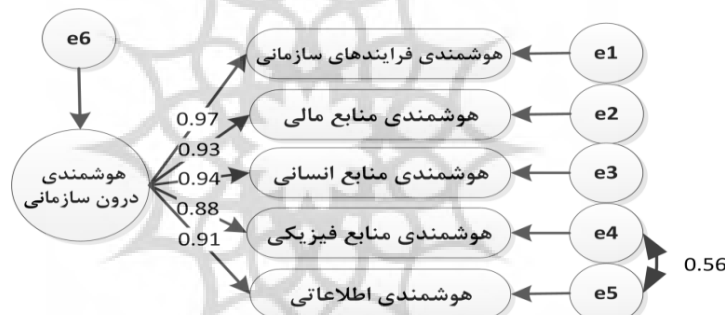 e6
هوشمندی فرایندهای سازمانی
e1
0.97
هوشمندی منابع مالی
e2
0.93
هوشمندی
درون سازمانی
0.94
هوشمندی منابع انسانی
e3
0.88
هوشمندی منابع فیزیکی
e4
0.91
0.56
هوشمندی اطلاعاتی
e5